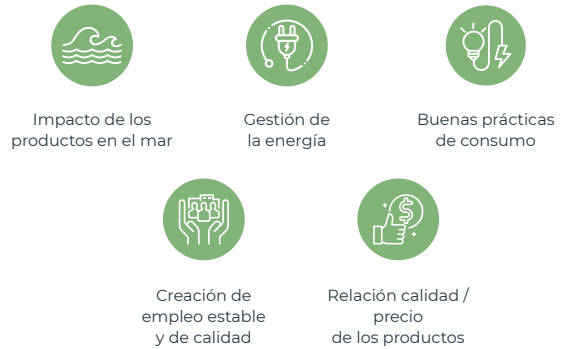 Impacto de los
productos en el mar
Gestión de
la energía
Buenas prácticas
de consumo
Creación de
empleo estable
y de calidad
Relación calidad /
precio
de los productos